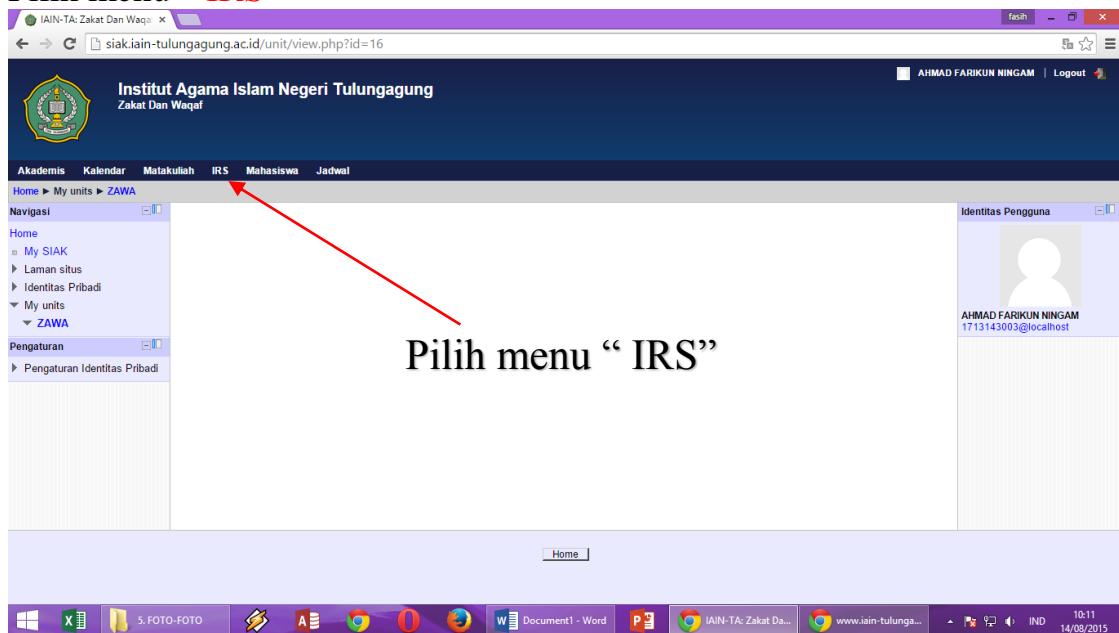 Pilih menu " IRS"
IAIN-TA: Zakat Dan Waqa
fasih
siak.iain-tulungagung.ac.id/unit/view.php?id=16
AHMAD FARIKUN NINGAM | Logout
Institut Agama Islam Negeri Tulungagung
Zakat Dan Waqaf
Akademis Kalendar Matakuliah IRS Mahasiswa Jadwal
Home ► My units ► ZAWA
Navigasi
Home
My SIAK
Laman situs
Identitas Pribadi
My units
ZAWA
Pengaturan
Pengaturan Identitas Pribadi
Pilih menu “ IRS”
Identitas Pengguna
AHMAD FARIKUN NINGAM
1713143003@localhost
Home
5. FOTO-FOTO
Document1 - Word
IAIN-TA: Zakat Da...
www.iain-tulunga...
IND
10:11
14/08/2015